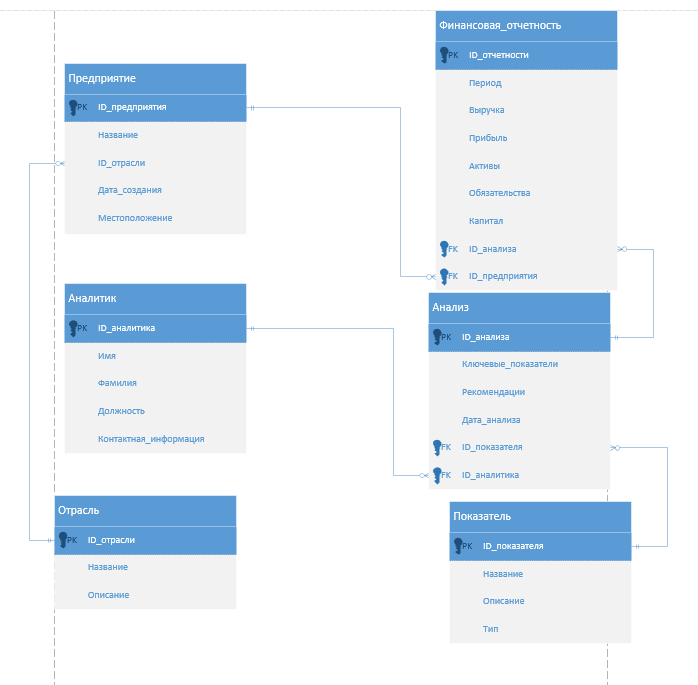 Финансовая_отчетность
PK ID_отчетности
Период
Выручка
Прибыль
Активы
Обязательства
Капитал
FK ID_анализа
FK ID_предприятия
Предприятие
PK ID_предприятия
Название
ID_отрасли
Дата_создания
Местоположение
Аналитик
PK ID_аналитика
Имя
Фамилия
Должность
Контактная_информация
Анализ
PK ID_анализа
Ключевые_показатели
Рекомендации
Дата_анализа
FK ID_показателя
FK ID_аналитика
Отрасль
PK ID_отрасли
Название
Описание
Показатель
PK ID_показателя
Название
Описание
Тип